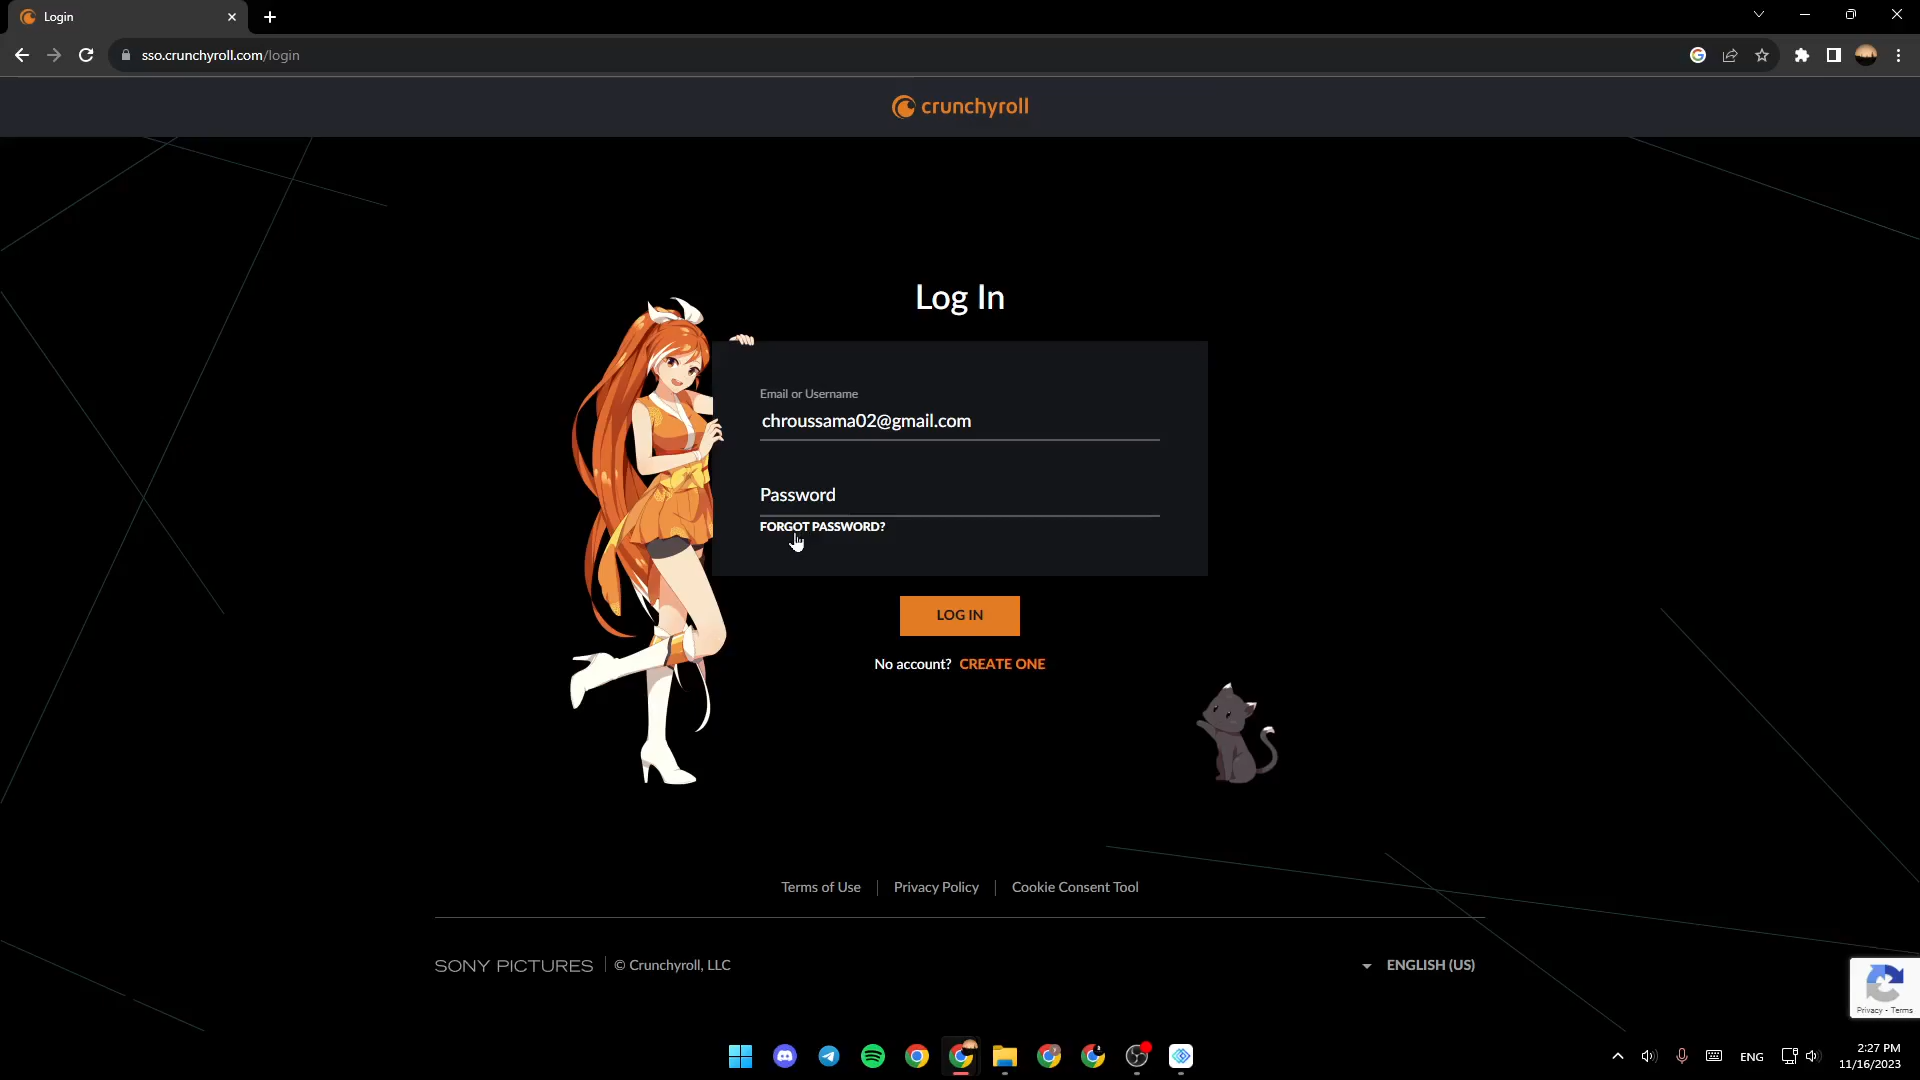 Login
sso.crunchyroll.com/login
crunchyroll
Log In
Email or Username
chroussama02@gmail.com
Password
FORGOT PASSWORD?
LOG IN
No account? CREATE ONE
Terms of Use
Privacy Policy
Cookie Consent Tool
SONY PICTURES
© Crunchyroll, LLC
ENGLISH (US)
Privacy - Terms
ENG
2:27 PM
11/16/2023